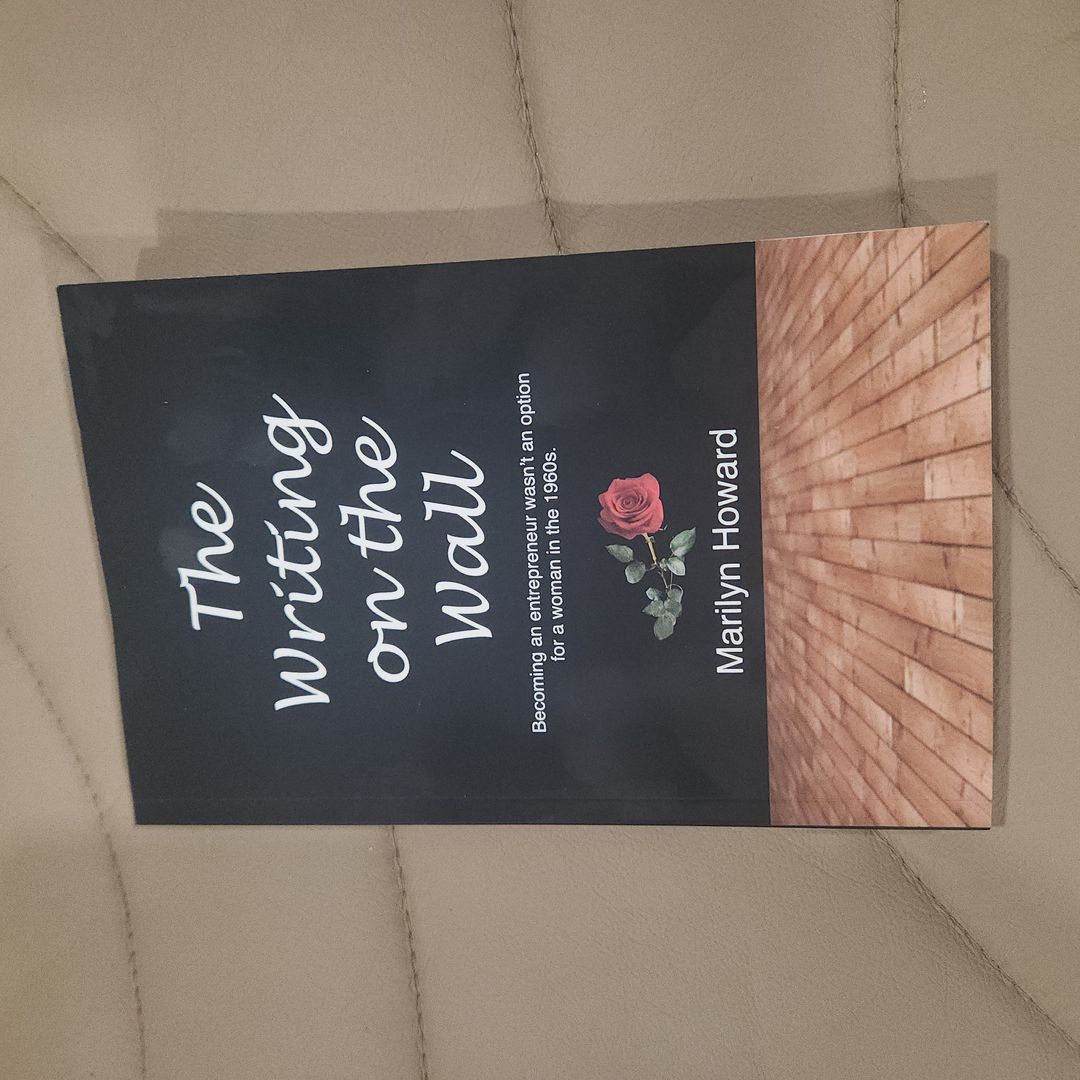 The
Writing
on the
Wall
Becoming an entrepreneur wasn't an option
for a woman in the 1960s.
Marilyn Howard